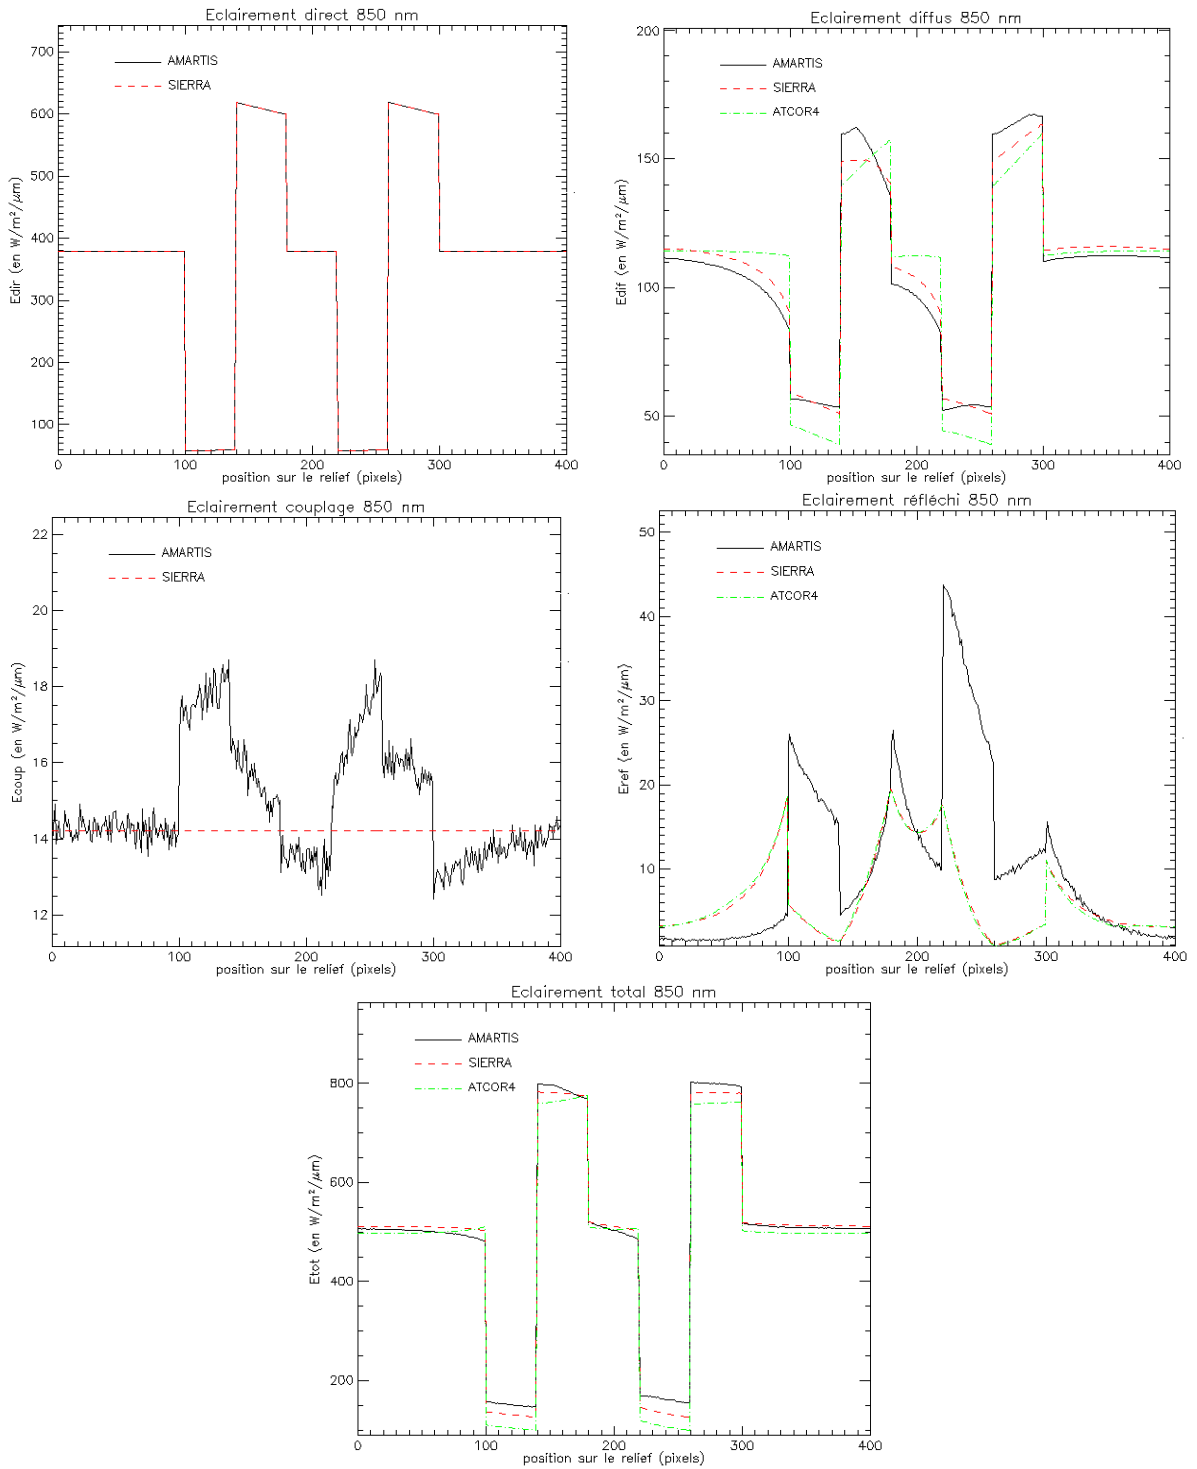 Eclairement direct 850 nm
700
600
500
400
300
200
100
AMARTIS
SIERRA
Edir (en W/m²/μm)
0 100 200 300 400
position sur le relief (pixels)
Eclairement diffus 850 nm
200
150
100
50
AMARTIS
SIERRA
ATCOR4
Edif (en W/m²/μm)
0 100 200 300 400
position sur le relief (pixels)
Eclairement couplage 850 nm
22
20
18
16
14
12
AMARTIS
SIERRA
Ecoup (en W/m²/μm)
0 100 200 300 400
position sur le relief (pixels)
Eclairement réfléchi 850 nm
50
40
30
20
10
AMARTIS
SIERRA
ATCOR4
Eref (en W/m²/μm)
0 100 200 300 400
position sur le relief (pixels)
Eclairement total 850 nm
800
600
400
200
AMARTIS
SIERRA
ATCOR4
Etot (en W/m²/μm)
0 100 200 300 400
position sur le relief (pixels)